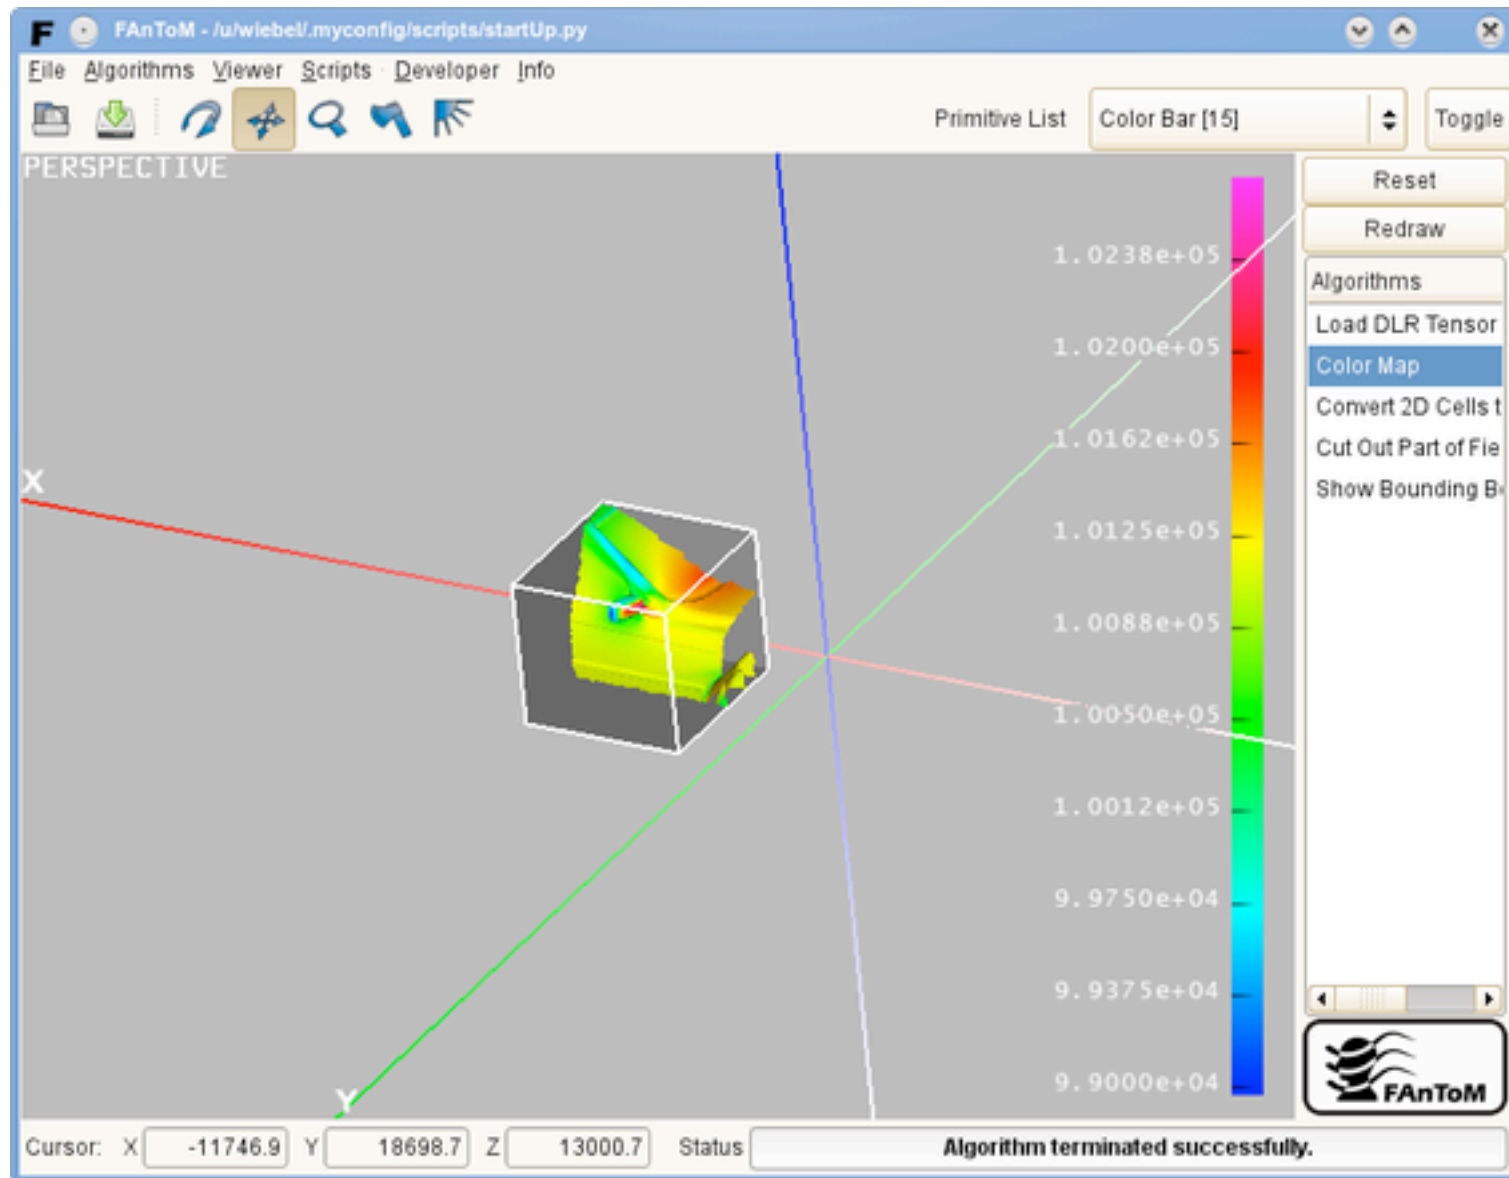 FAnToM - /u/wiebel/.myconfig/scripts/startUp.py
File Algorithms Viewer Scripts Developer Info
Primitive List Color Bar [15] Toggle
PERSPECTIVE
Reset
Redraw
Algorithms
Load DLR Tensor
Color Map
Convert 2D Cells t
Cut Out Part of Fie
Show Bounding B
1.0238e+05
1.0200e+05
1.0162e+05
1.0125e+05
1.0088e+05
1.0050e+05
1.0012e+05
9.9750e+04
9.9375e+04
9.9000e+04
X
Y
FAnToM
Cursor: X -11746.9 Y 18698.7 Z 13000.7 Status Algorithm terminated successfully.